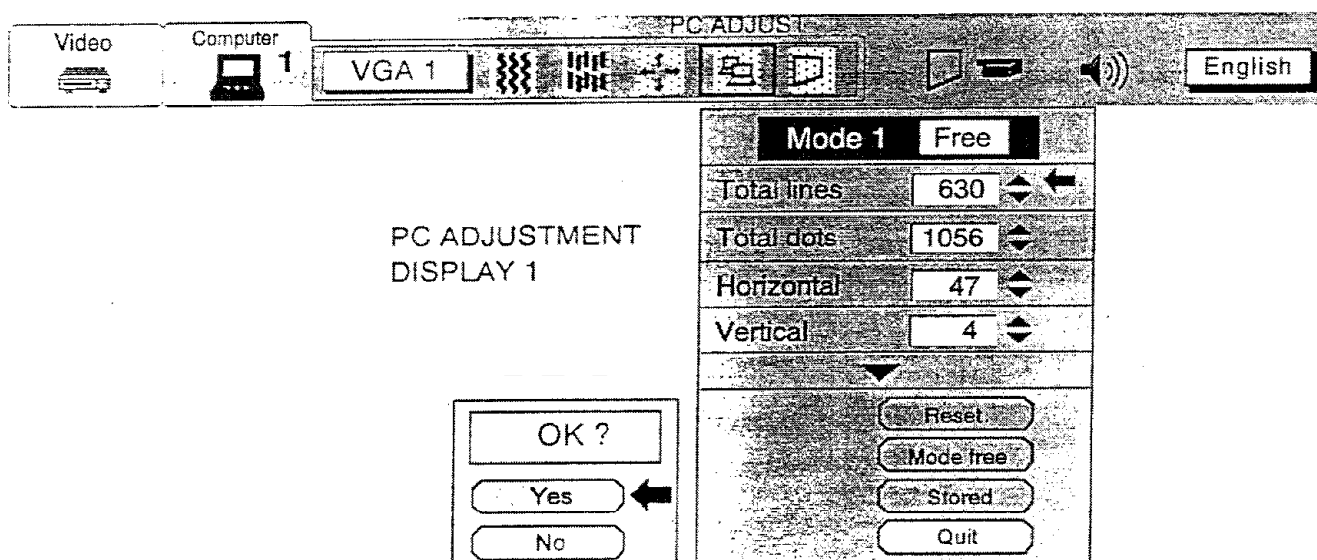 PC ADJUST
Video
Computer
1
VGA 1
English
Mode 1 Free
Total lines 630
Total dots 1056
Horizontal 47
Vertical 4
PC ADJUSTMENT
DISPLAY 1
Reset
Mode free
Stored
Quit
OK ?
Yes
No